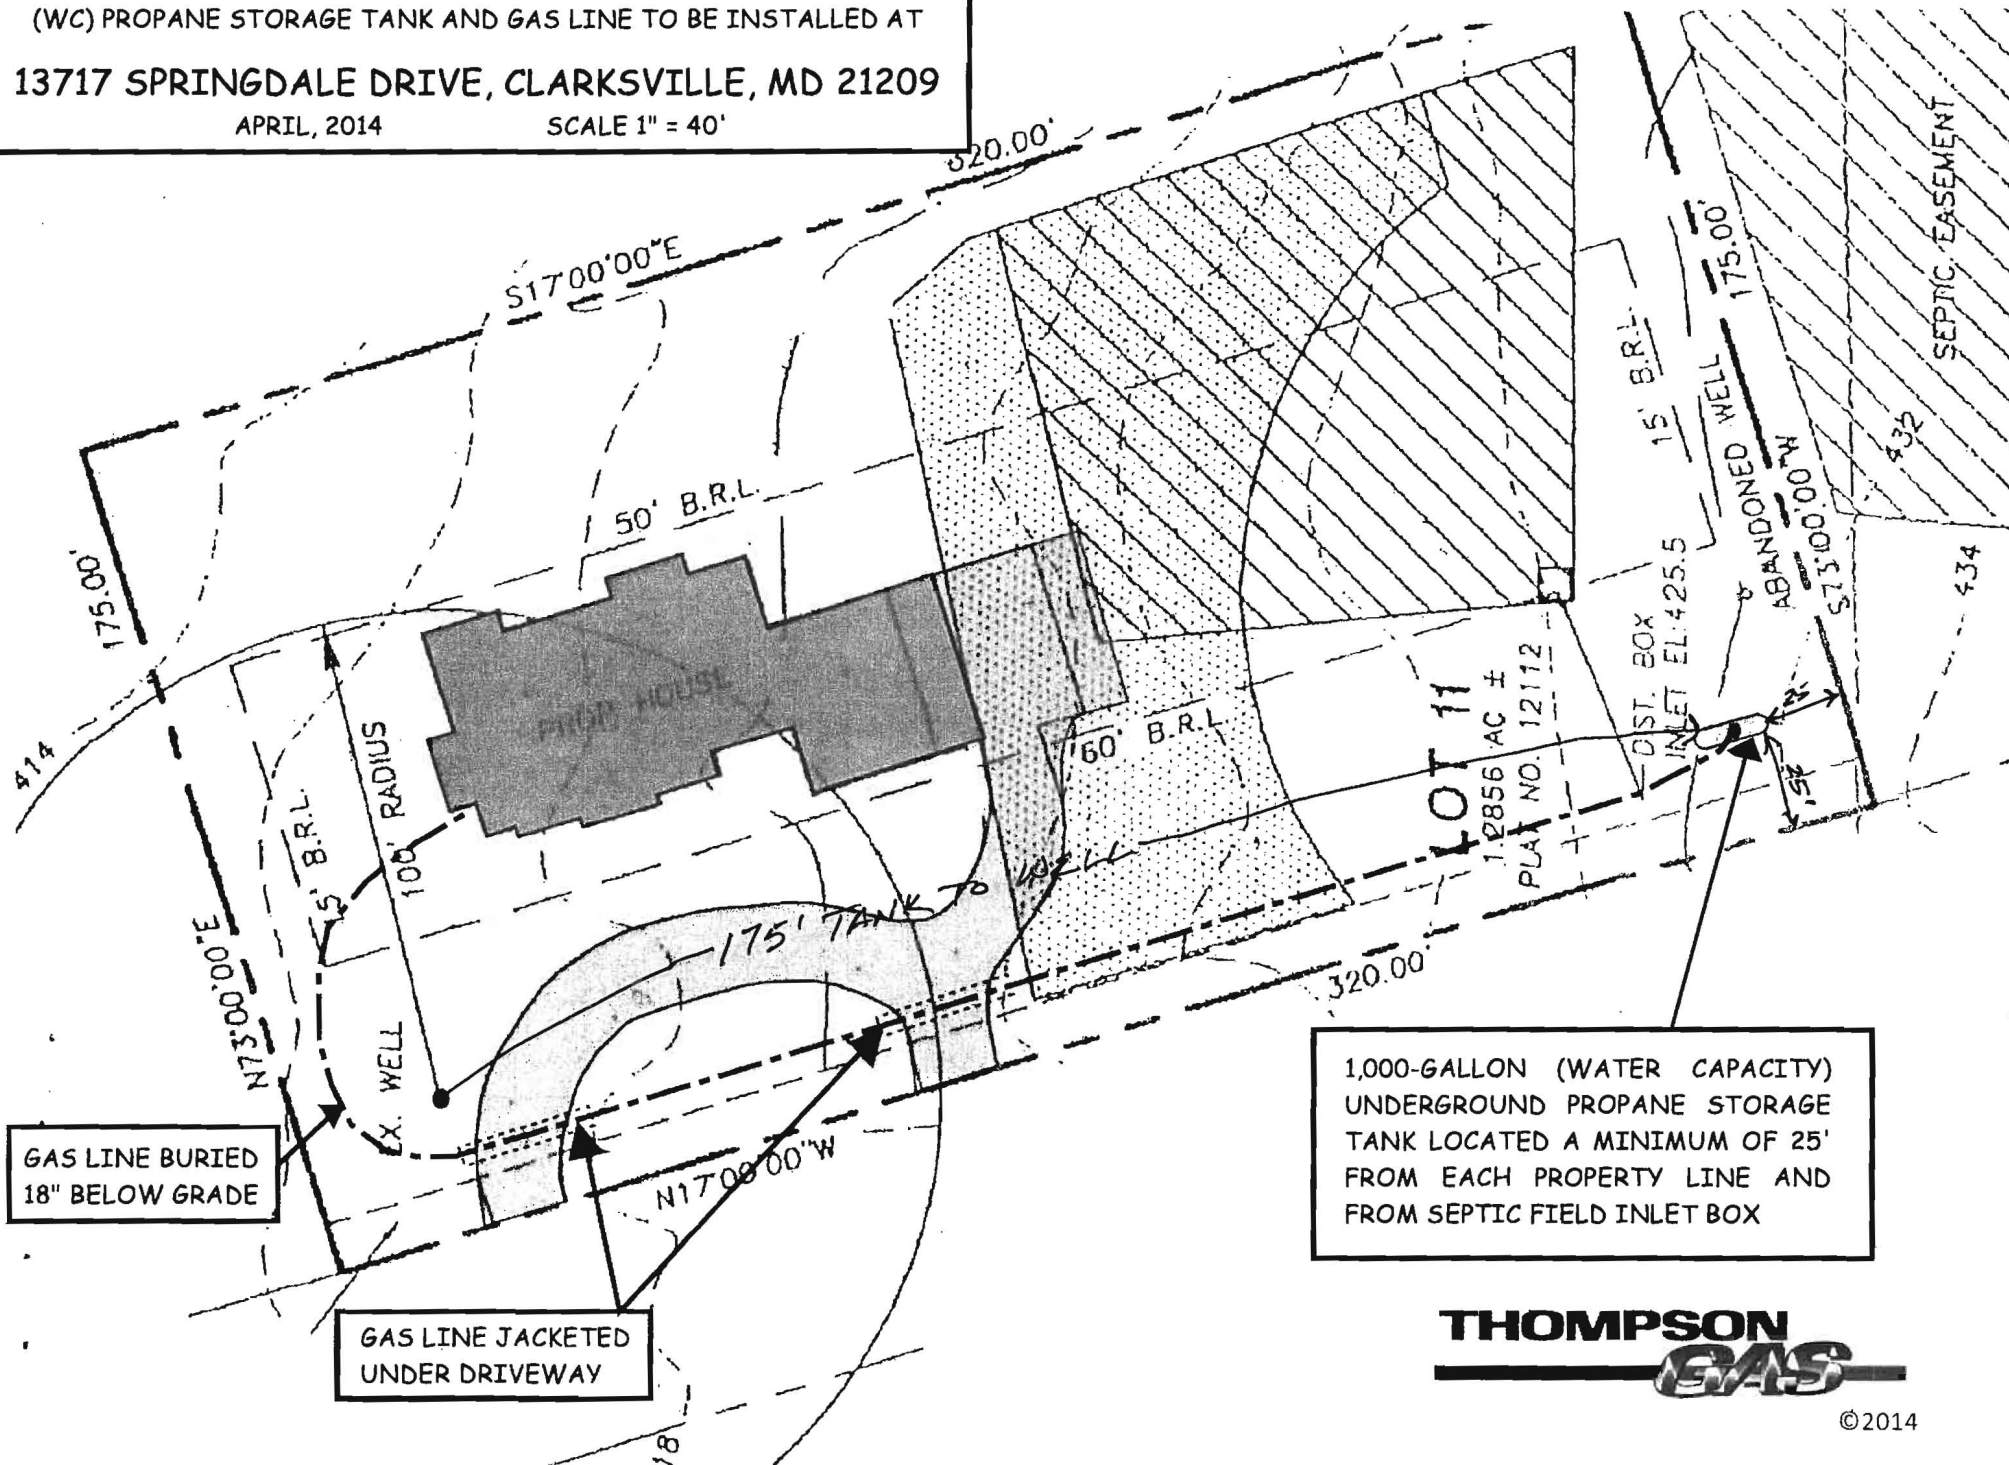 (WC) PROPANE STORAGE TANK AND GAS LINE TO BE INSTALLED AT
13717 SPRINGDALE DRIVE, CLARKSVILLE, MD 21209
APRIL, 2014 SCALE 1" = 40'
320.00'
S17°00'00"E
175.00'
SEPTIC EASEMENT
15' B.R.L.
ABANDONED WELL
S73°00'00"W
432
434
50' B.R.L.
175.00'
414
PROP. HOUSE
100' RADIUS
15' B.R.L.
60' B.R.L.
LOT 11
1.2856 AC ±
PLAT NO. 12112
DIST. BOX
INLET EL: 425.5
25'
25'
175' TANK TO WELL
N73°00'00"E
EX. WELL
320.00'
N17°00'00"W
GAS LINE BURIED
18" BELOW GRADE
GAS LINE JACKETED
UNDER DRIVEWAY
1,000-GALLON (WATER CAPACITY)
UNDERGROUND PROPANE STORAGE
TANK LOCATED A MINIMUM OF 25'
FROM EACH PROPERTY LINE AND
FROM SEPTIC FIELD INLET BOX
THOMPSON
GAS
©2014